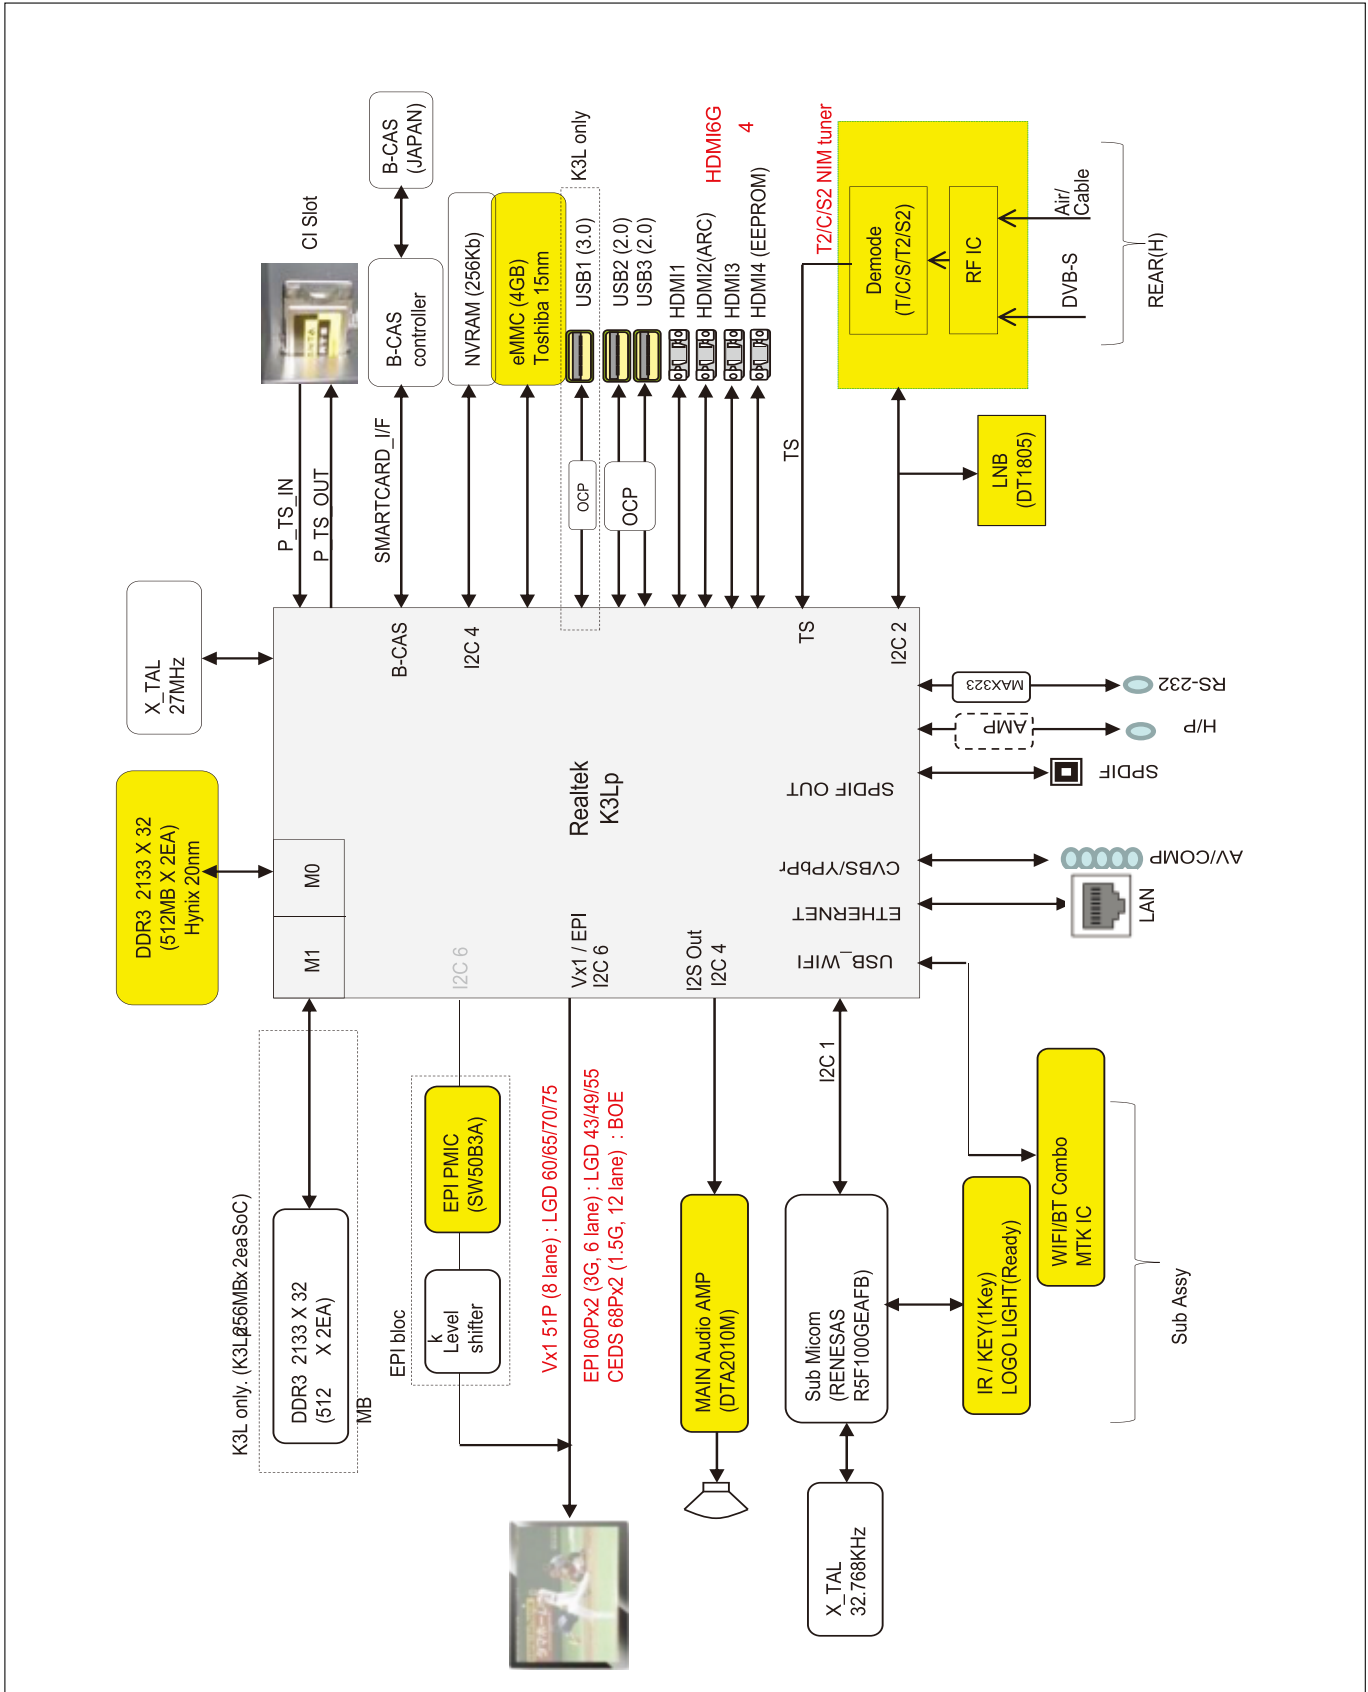 CI Slot
P_TS_IN
P_TS_OUT
B-CAS
(JAPAN)
B-CAS
controller
SMARTCARD_I/F
B-CAS
NVRAM (256Kb)
I2C 4
eMMC (4GB)
Toshiba 15nm
K3L only
USB1 (3.0)
OCP
USB2 (2.0)
USB3 (2.0)
OCP
HDMI1
HDMI2(ARC)
HDMI3
HDMI4 (EEPROM)
HDMI6G
4
T2/C/S2 NIM tuner
Demode
(T/C/S/T2/S2)
RF IC
Air/
Cable
DVB-S
REAR(H)
TS
TS
I2C 2
LNB
(DT1805)
X_TAL
27MHz
DDR3 2133 X 32
(512MB X 2EA)
Hynix 20nm
M0
M1
Realtek
K3Lp
RS-232
MAX323
H/P
AMP
SPDIF
SPDIF OUT
AV/COMP
CVBS/YPbPr
LAN
ETHERNET
USB_WIFI
I2C 6
Vx1 / EPI
I2C 6
I2S Out
I2C 4
I2C 1
K3L only. (K3Lp256MBx 2eaSoC)
DDR3 2133 X 32
(512 X 2EA)
MB
EPI PMIC
(SW50B3A)
k
Level
shifter
EPI bloc
Vx1 51P (8 lane) : LGD 60/65/70/75
EPI 60Px2 (3G, 6 lane) : LGD 43/49/55
CEDS 68Px2 (1.5G, 12 lane) : BOE
MAIN Audio AMP
(DTA2010M)
Sub Micom
(RENESAS
R5F100GEAFB)
X_TAL
32.768KHz
IR / KEY(1Key)
LOGO LIGHT(Ready)
WIFI/BT Combo
MTK IC
Sub Assy